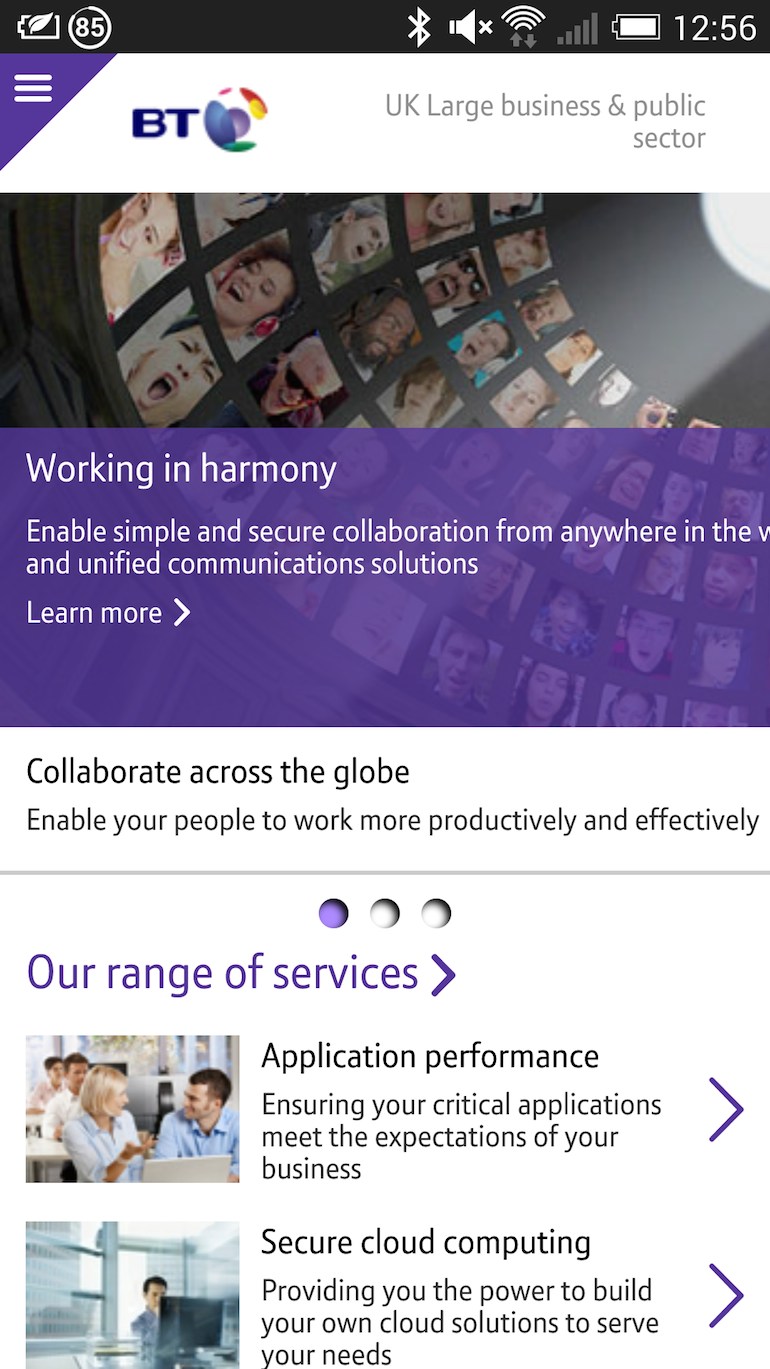 85
12:56
BT
UK Large business & public
sector
Working in harmony
Enable simple and secure collaboration from anywhere in the w
and unified communications solutions
Learn more
Collaborate across the globe
Enable your people to work more productively and effectively
Our range of services
Application performance
Ensuring your critical applications
meet the expectations of your
business
Secure cloud computing
Providing you the power to build
your own cloud solutions to serve
your needs